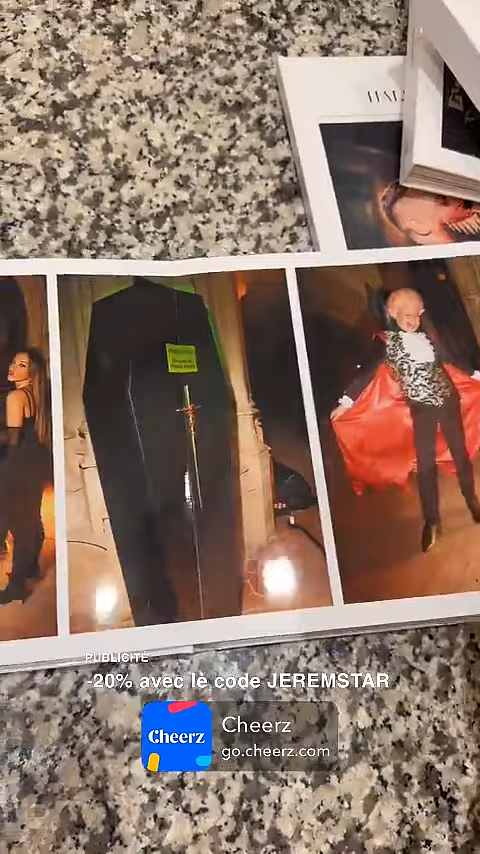 PUBLICITÉ
-20% avec lè code JEREMSTAR
Cheerz
Cheerz
go.cheerz.com